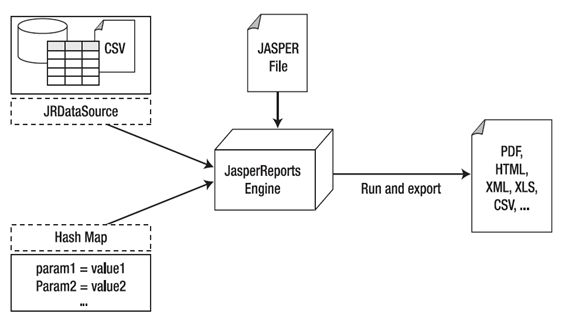 CSV
JRDataSource
JASPER
File
JasperReports
Engine
Run and export
PDF,
HTML,
XML, XLS,
CSV, ...
Hash Map
param1 = value1
Param2 = value2
...